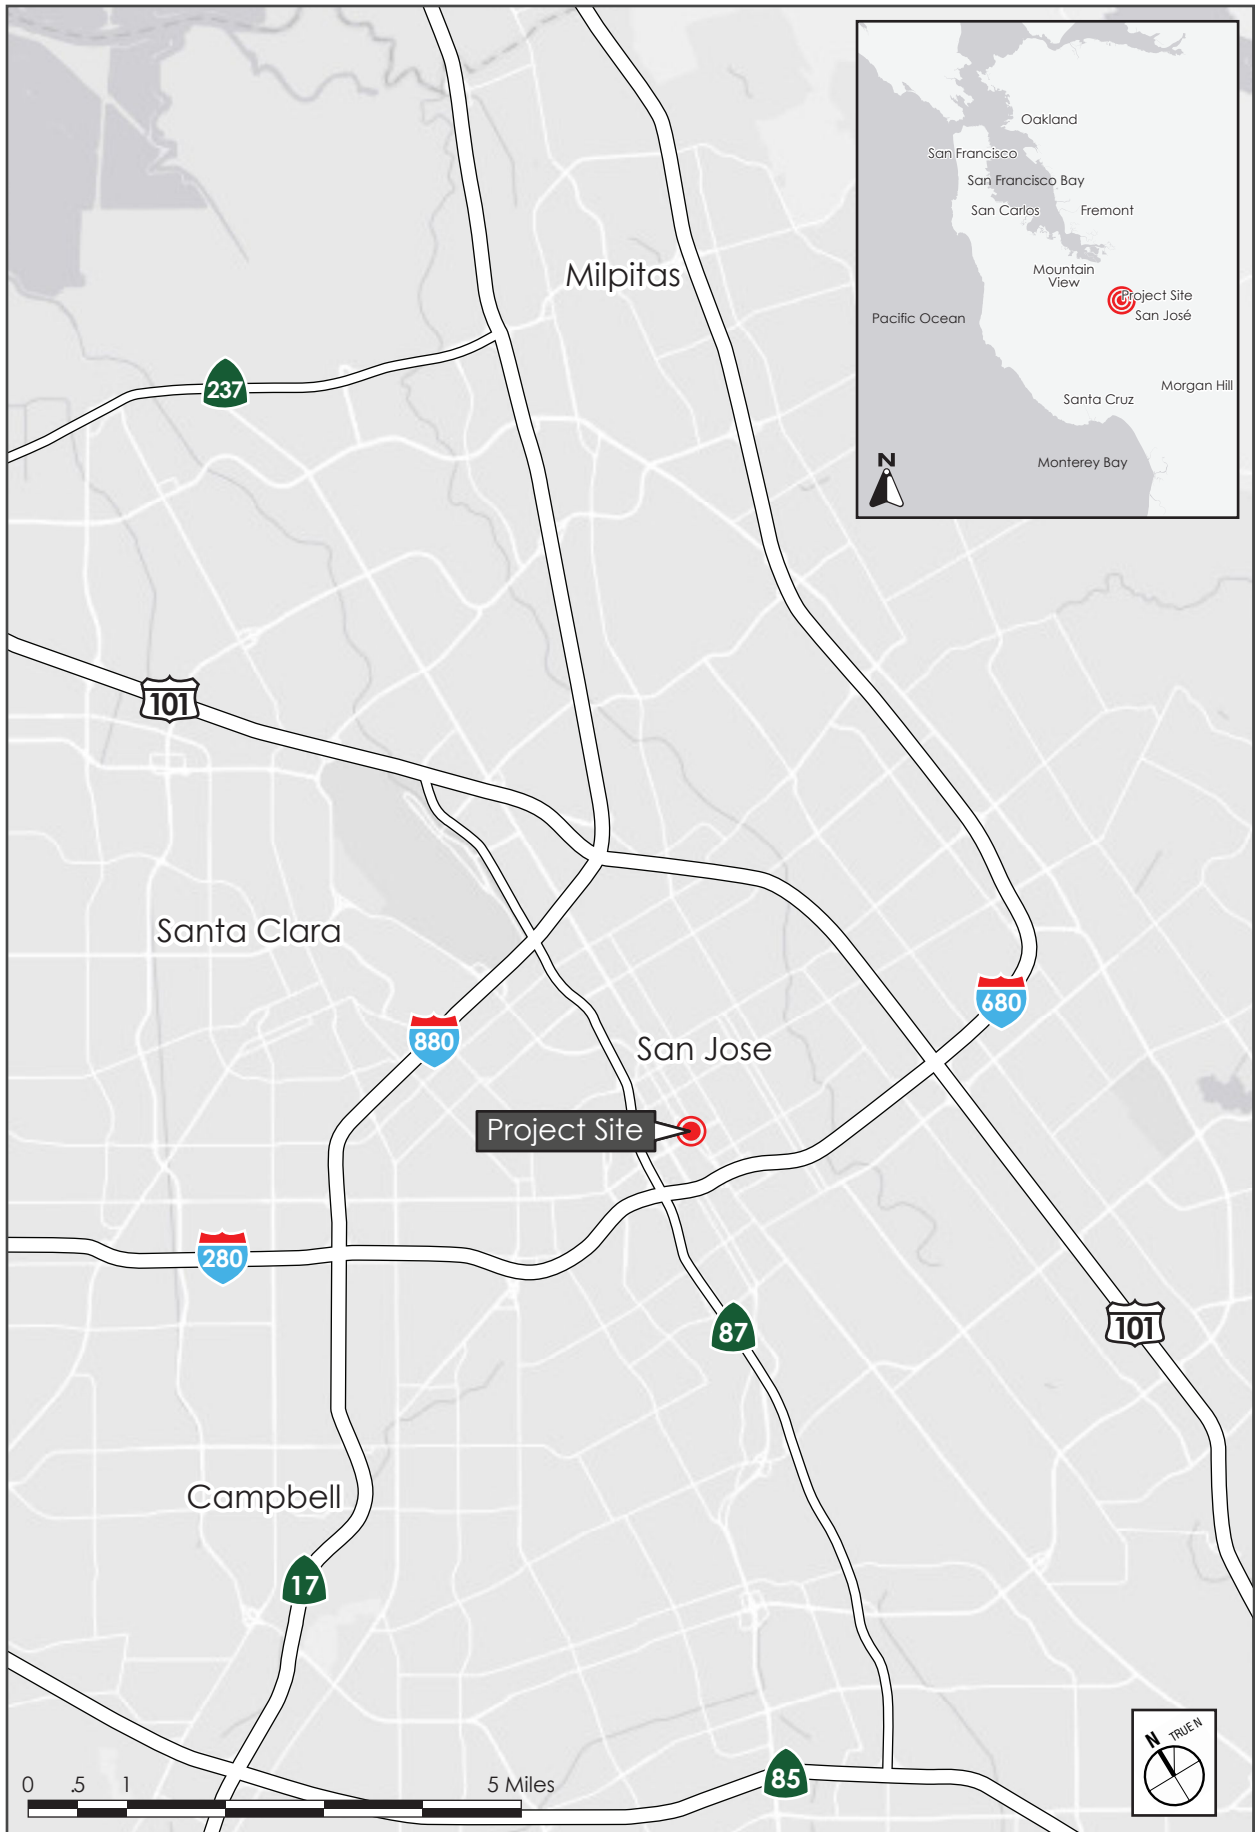 Oakland
San Francisco
San Francisco Bay
San Carlos
Fremont
Mountain
View
Project Site
San José
Pacific Ocean
Morgan Hill
Santa Cruz
Monterey Bay
N
Milpitas
237
101
Santa Clara
680
880
San Jose
Project Site
280
87
101
Campbell
17
85
0 .5 1 5 Miles
N
TRUE N